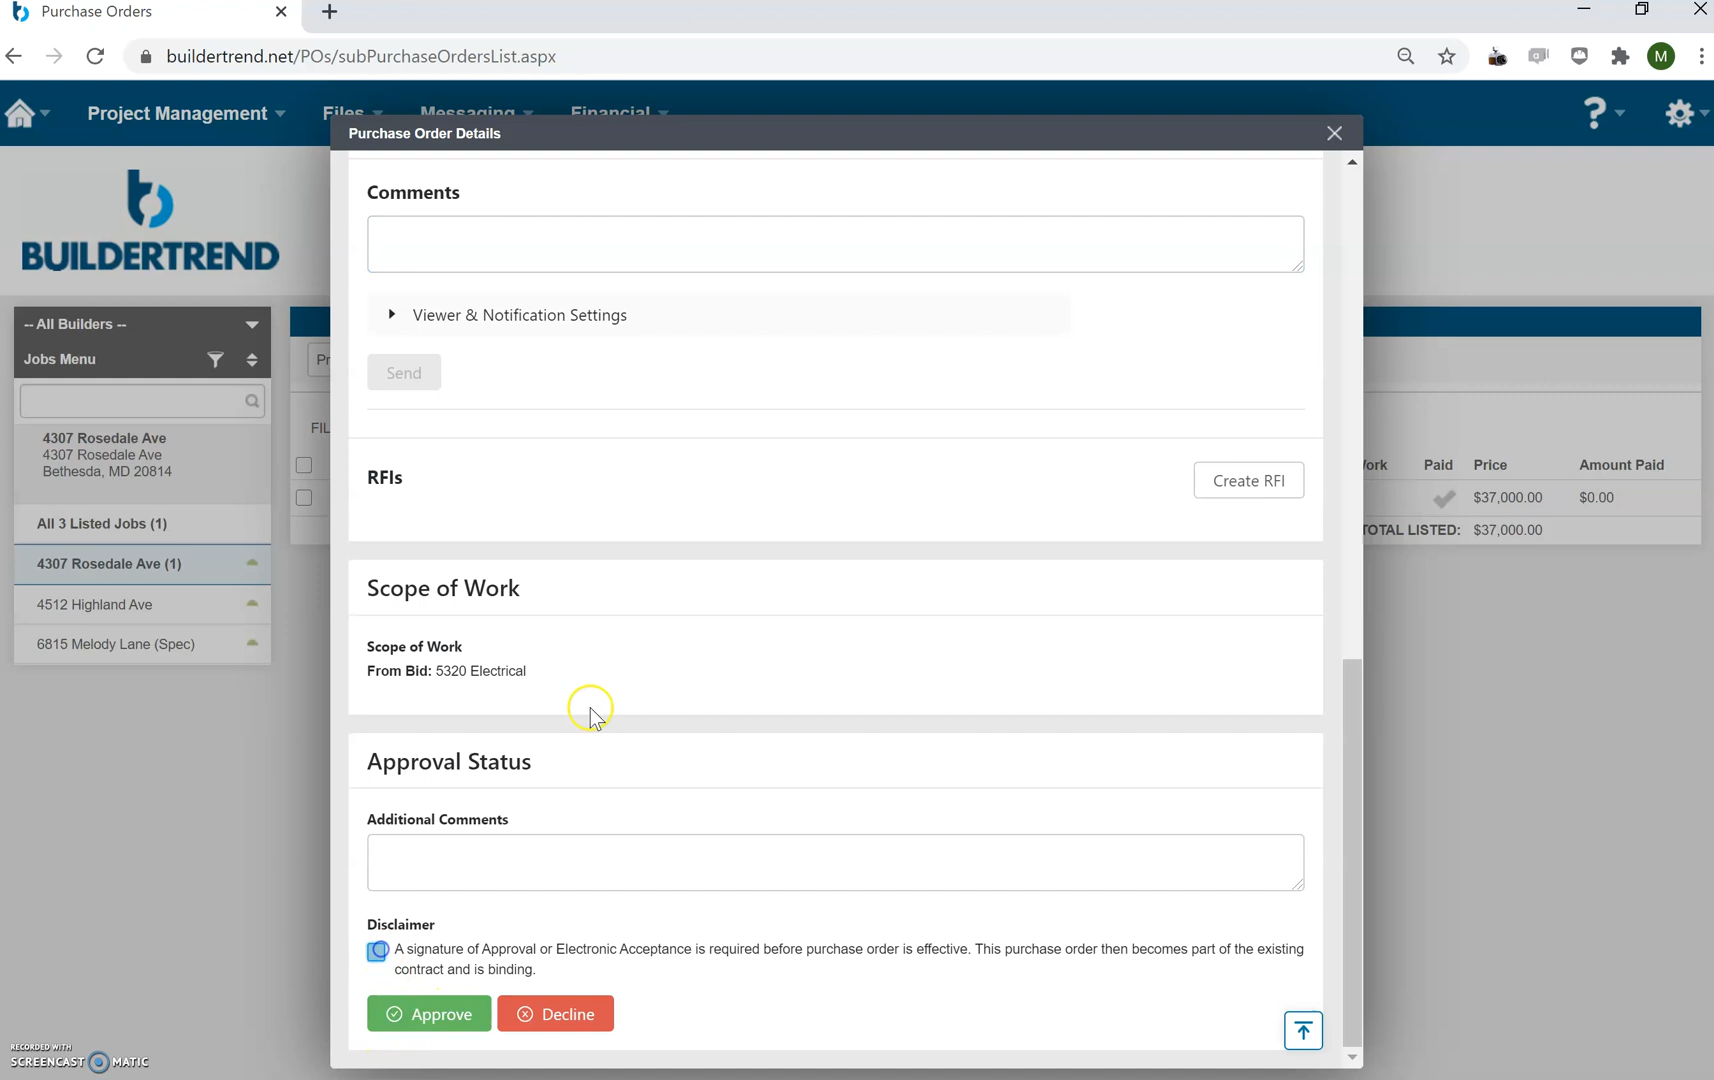 Purchase Orders
buildertrend.net/POs/subPurchaseOrdersList.aspx
M
Project Management
Files
Messaging
Financial
?
Purchase Order Details
BUILDERTREND
-- All Builders --
Jobs Menu
4307 Rosedale Ave
4307 Rosedale Ave
Bethesda, MD 20814
All 3 Listed Jobs (1)
4307 Rosedale Ave (1)
4512 Highland Ave
6815 Melody Lane (Spec)
Pr
FIL
Comments
Viewer & Notification Settings
Send
RFIs
Create RFI
Scope of Work
Scope of Work
From Bid: 5320 Electrical
Approval Status
Additional Comments
Disclaimer
A signature of Approval or Electronic Acceptance is required before purchase order is effective. This purchase order then becomes part of the existing
contract and is binding.
Approve
Decline
Paid Price Amount Paid
$37,000.00 $0.00
TOTAL LISTED: $37,000.00
RECORDED WITH
SCREENCAST MATIC